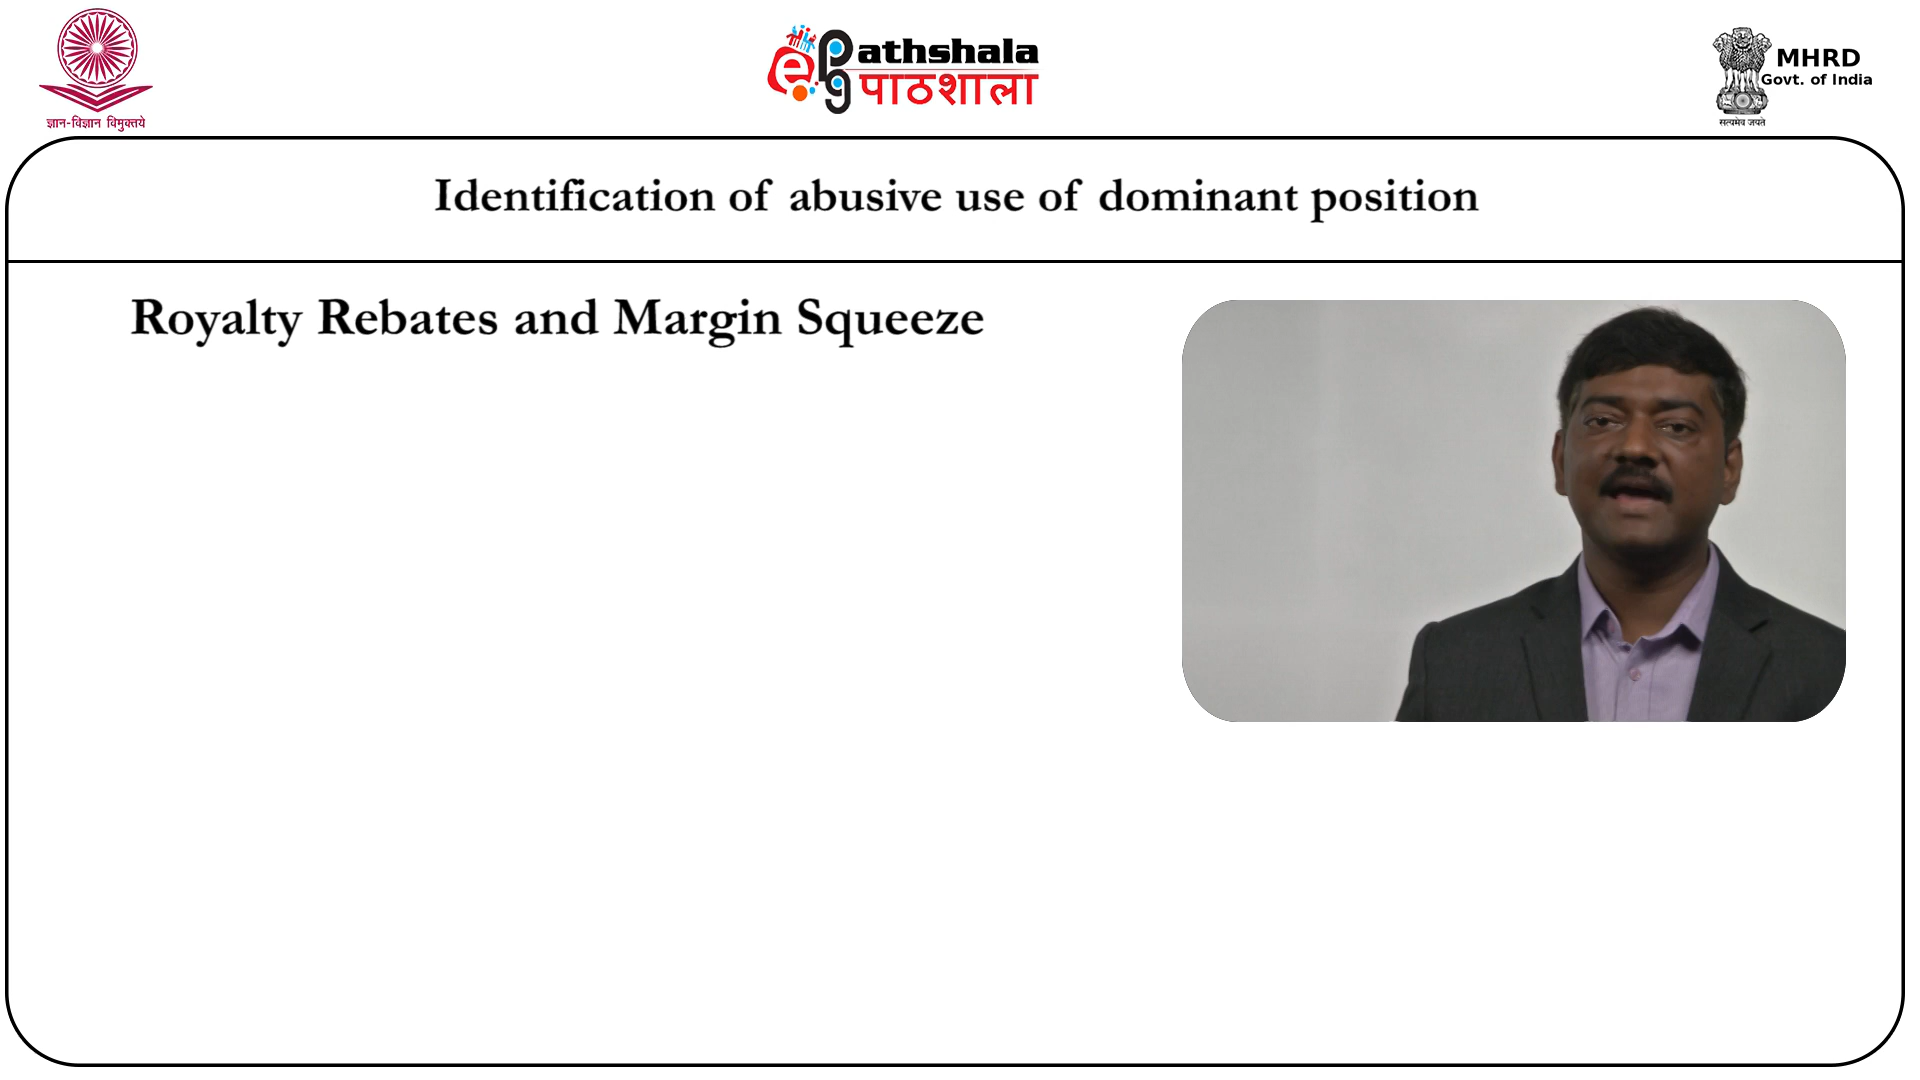 ज्ञान-विज्ञान विमुक्तये
e pg athshala
पाठशाला
MHRD
Govt. of India
सत्यमेव जयते
Identification of abusive use of dominant position
Royalty Rebates and Margin Squeeze